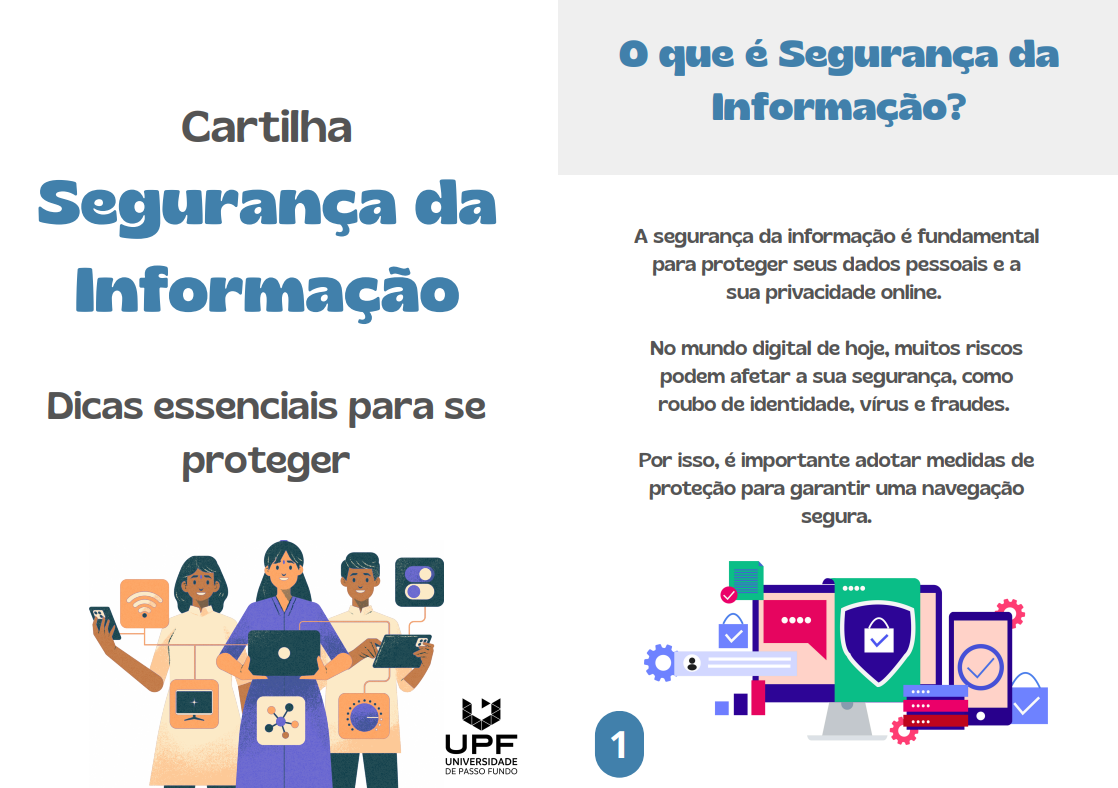 Cartilha
Segurança da
Informação
Dicas essenciais para se
proteger
UPF
UNIVERSIDADE
DE PASSO FUNDO
O que é Segurança da
Informação?
A segurança da informação é fundamental
para proteger seus dados pessoais e a
sua privacidade online.
No mundo digital de hoje, muitos riscos
podem afetar a sua segurança, como
roubo de identidade, vírus e fraudes.
Por isso, é importante adotar medidas de
proteção para garantir uma navegação
segura.
1